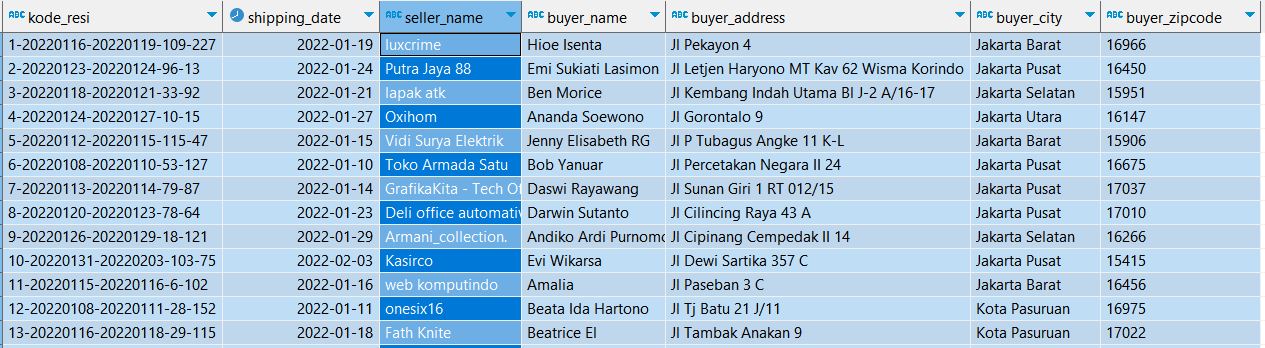 kode_resi shipping_date seller_name buyer_name buyer_address buyer_city buyer_zipcode
1-20220116-20220119-109-227 2022-01-19 luxcrime Hioe Isenta Jl Pekayon 4 Jakarta Barat 16966
2-20220123-20220124-96-13 2022-01-24 Putra Jaya 88 Emi Sukiati Lasimon Jl Letjen Haryono MT Kav 62 Wisma Korindo Jakarta Pusat 16450
3-20220118-20220121-33-92 2022-01-21 lapak atk Ben Morice Jl Kembang Indah Utama Bl J-2 A/16-17 Jakarta Selatan 15951
4-20220124-20220127-10-15 2022-01-27 Oxihom Ananda Soewono Jl Gorontalo 9 Jakarta Utara 16147
5-20220112-20220115-115-47 2022-01-15 Vidi Surya Elektrik Jenny Elisabeth RG Jl P Tubagus Angke 11 K-L Jakarta Barat 15906
6-20220108-20220110-53-127 2022-01-10 Toko Armada Satu Bob Yanuar Jl Percetakan Negara II 24 Jakarta Pusat 16675
7-20220113-20220114-79-87 2022-01-14 GrafikaKita - Tech Of Daswi Rayawang Jl Sunan Giri 1 RT 012/15 Jakarta Pusat 17037
8-20220120-20220123-78-64 2022-01-23 Deli office automativ Darwin Sutanto Jl Cilincing Raya 43 A Jakarta Pusat 17010
9-20220126-20220129-18-121 2022-01-29 Armani_collection. Andiko Ardi Purnomo Jl Cipinang Cempedak II 14 Jakarta Selatan 16266
10-20220131-20220203-103-75 2022-02-03 Kasirco Evi Wikarsa Jl Dewi Sartika 357 C Jakarta Pusat 15415
11-20220115-20220116-6-102 2022-01-16 web komputindo Amalia Jl Paseban 3 C Jakarta Barat 16456
12-20220108-20220111-28-152 2022-01-11 onesix16 Beata Ida Hartono Jl Tj Batu 21 J/11 Kota Pasuruan 16975
13-20220116-20220118-29-115 2022-01-18 Fath Knite Beatrice El Jl Tambak Anakan 9 Kota Pasuruan 17022